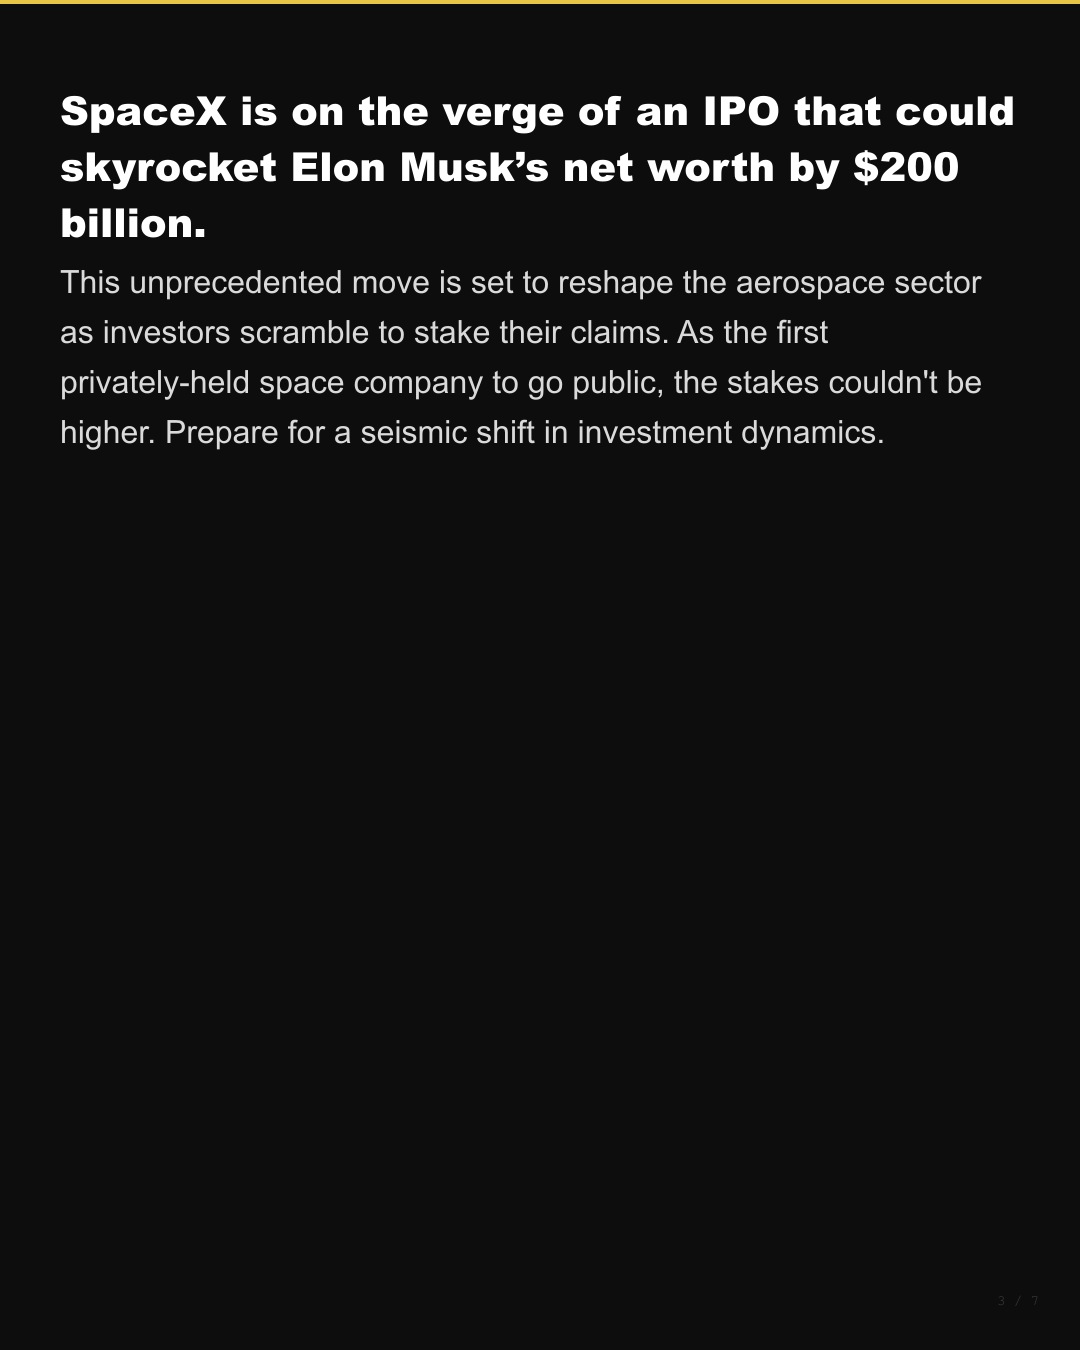 SpaceX is on the verge of an IPO that could
skyrocket Elon Musk’s net worth by $200
billion.
This unprecedented move is set to reshape the aerospace sector
as investors scramble to stake their claims. As the first
privately-held space company to go public, the stakes couldn't be
higher. Prepare for a seismic shift in investment dynamics.
3 / 7